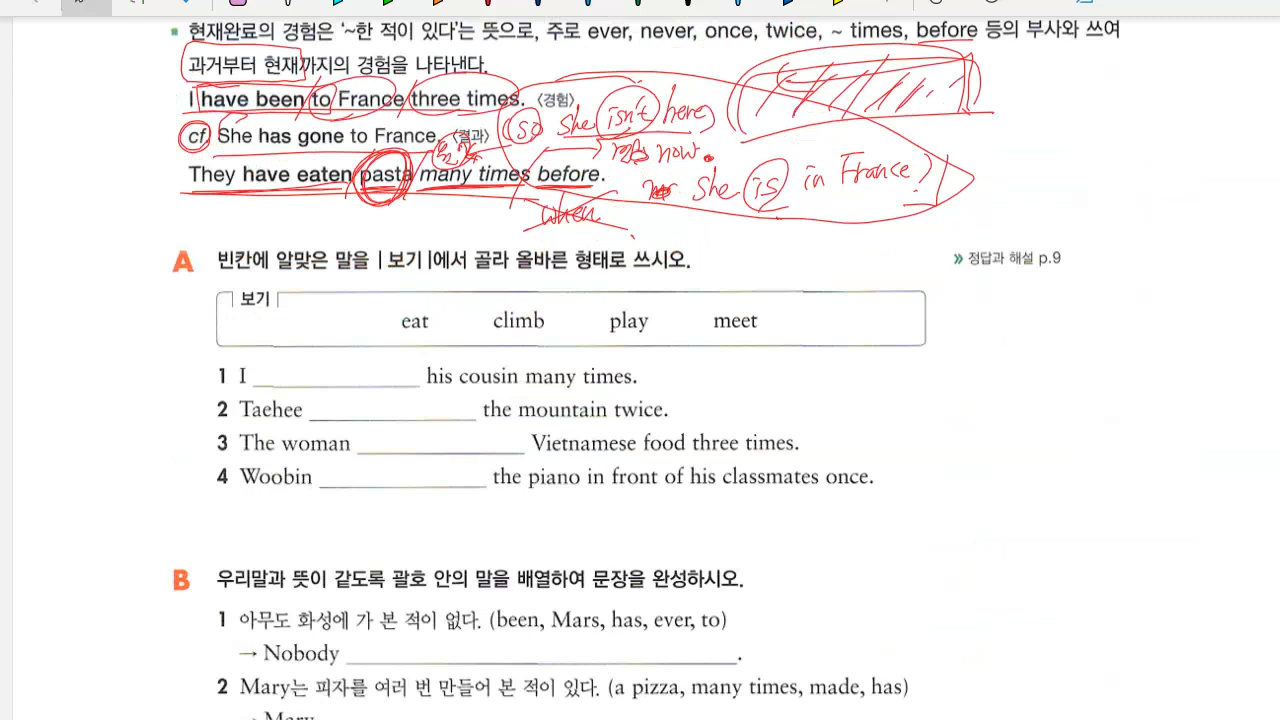 현재완료의 경험은 '~한 적이 있다'는 뜻으로, 주로 ever, never, once, twice, ~ times, before 등의 부사와 쓰여
과거부터 현재까지의 경험을 나타낸다.
I have been to France three times. 〈경험〉
(so she isn't here)
cf. She has gone to France. 〈결과〉
now.
They have eaten pasta many times before.
she is in France?
when
A 빈칸에 알맞은 말을 | 보기 |에서 골라 올바른 형태로 쓰시오.
» 정답과 해설 p.9
보기
eat climb play meet
1 I ______ his cousin many times.
2 Taehee ______ the mountain twice.
3 The woman ______ Vietnamese food three times.
4 Woobin ______ the piano in front of his classmates once.
B 우리말과 뜻이 같도록 괄호 안의 말을 배열하여 문장을 완성하시오.
1 아무도 화성에 가 본 적이 없다. (been, Mars, has, ever, to)
→ Nobody ______.
2 Mary는 피자를 여러 번 만들어 본 적이 있다. (a pizza, many times, made, has)
→ Mary